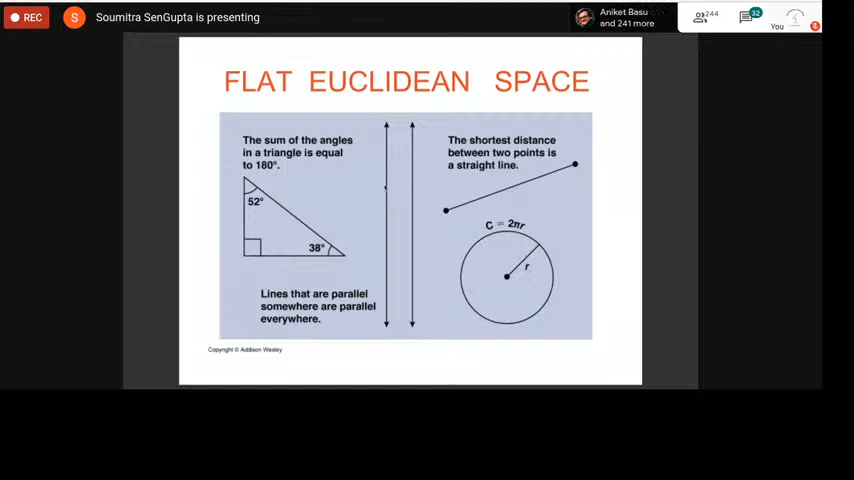 REC
S
Soumitra SenGupta is presenting
Aniket Basu
and 241 more
244
32
You
FLAT EUCLIDEAN SPACE
The sum of the angles
in a triangle is equal
to 180°.
52°
38°
Lines that are parallel
somewhere are parallel
everywhere.
The shortest distance
between two points is
a straight line.
C = 2πr
r
Copyright © Addison Wesley